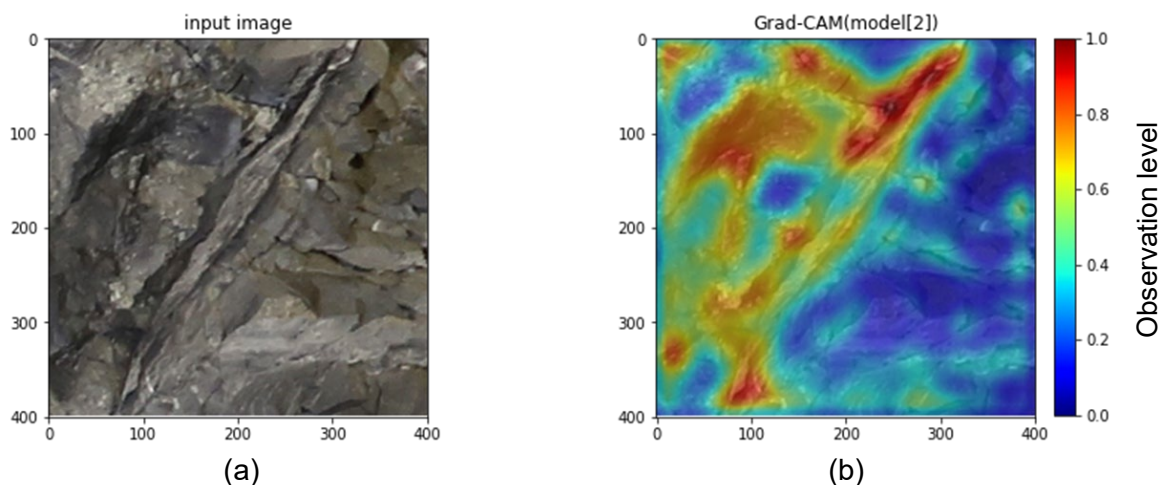 input image
0
100
200
300
400
0 100 200 300 400
(a)
Grad-CAM(model[2])
0
100
200
300
400
0 100 200 300 400
(b)
1.0
0.8
0.6
0.4
0.2
0.0
Observation level